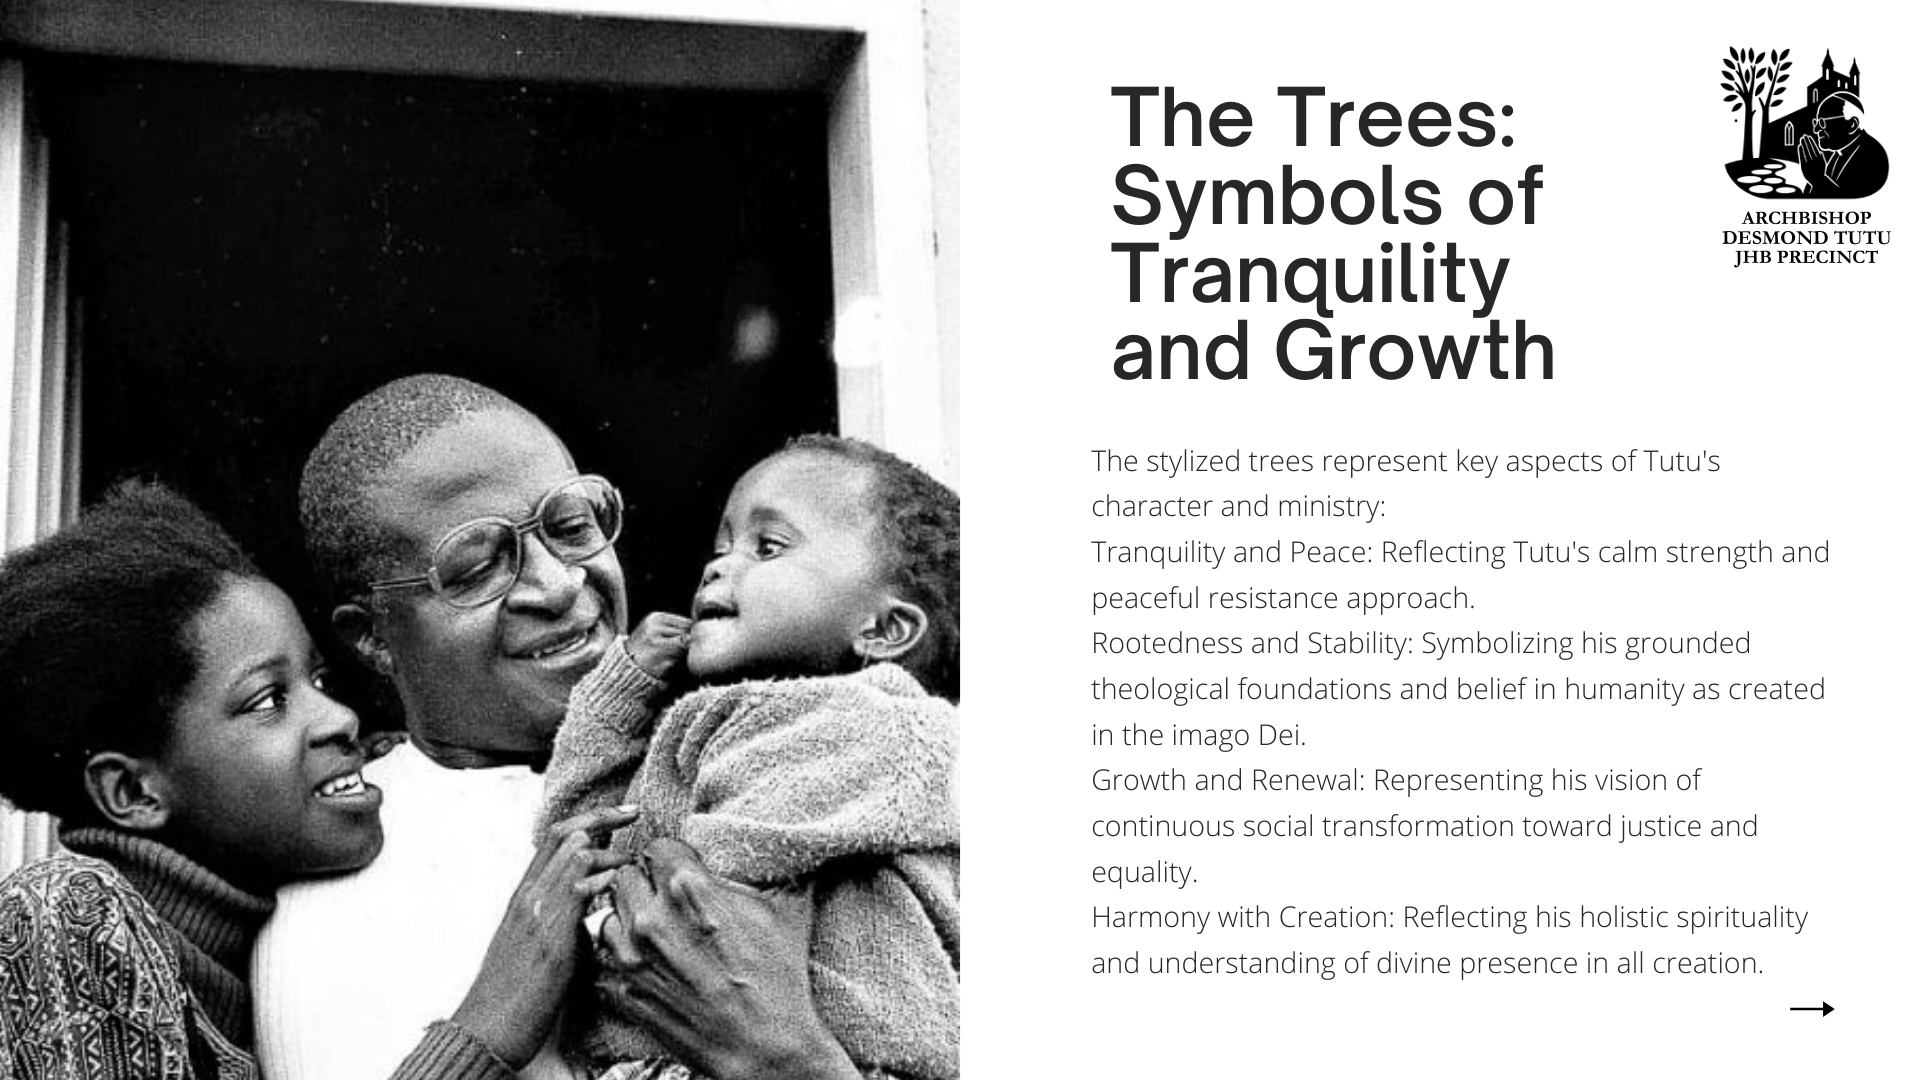 The Trees:
Symbols of
Tranquility
and Growth
ARCHBISHOP
DESMOND TUTU
JHB PRECINCT
The stylized trees represent key aspects of Tutu's
character and ministry:
Tranquility and Peace: Reflecting Tutu's calm strength and
peaceful resistance approach.
Rootedness and Stability: Symbolizing his grounded
theological foundations and belief in humanity as created
in the imago Dei.
Growth and Renewal: Representing his vision of
continuous social transformation toward justice and
equality.
Harmony with Creation: Reflecting his holistic spirituality
and understanding of divine presence in all creation.